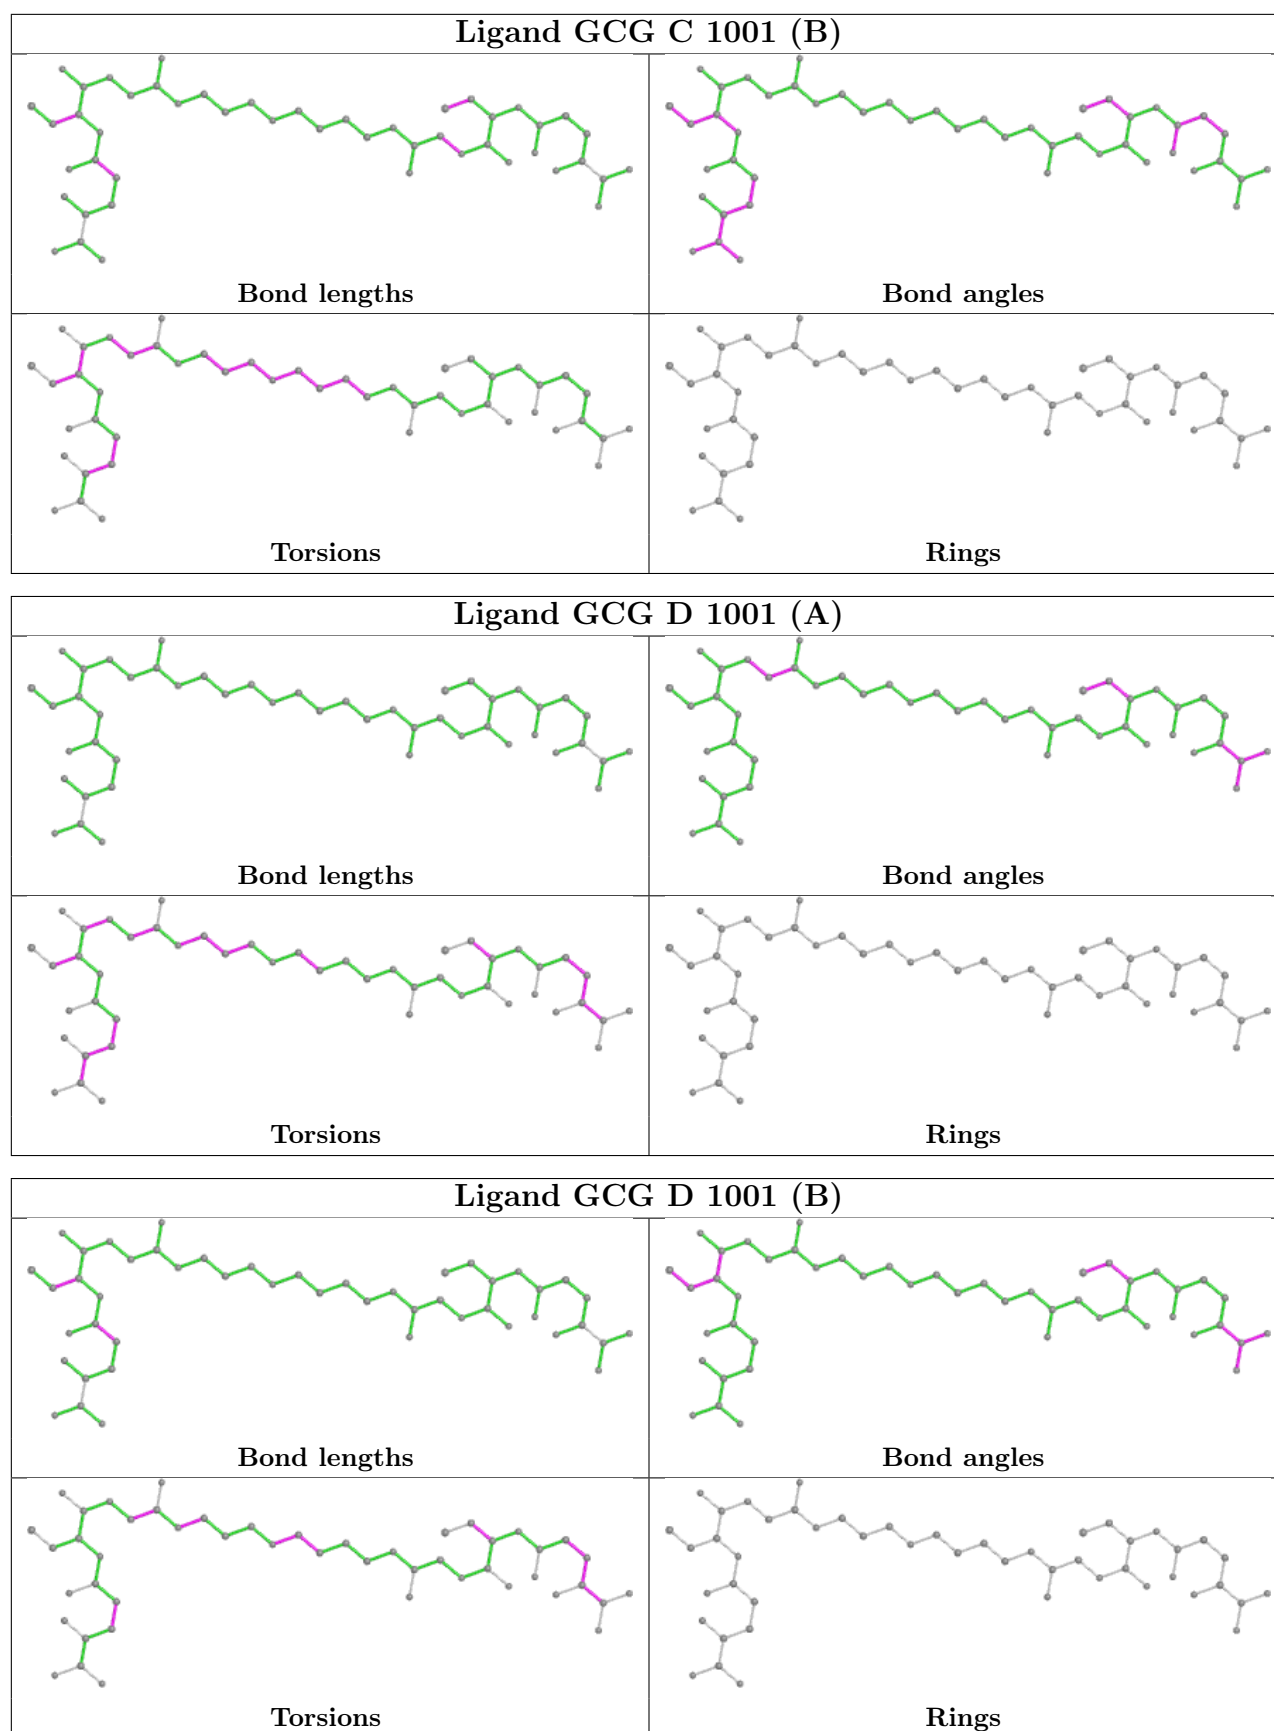 Ligand GCG C 1001 (B)
Bond lengths
Bond angles
Torsions
Rings
Ligand GCG D 1001 (A)
Bond lengths
Bond angles
Torsions
Rings
Ligand GCG D 1001 (B)
Bond lengths
Bond angles
Torsions
Rings